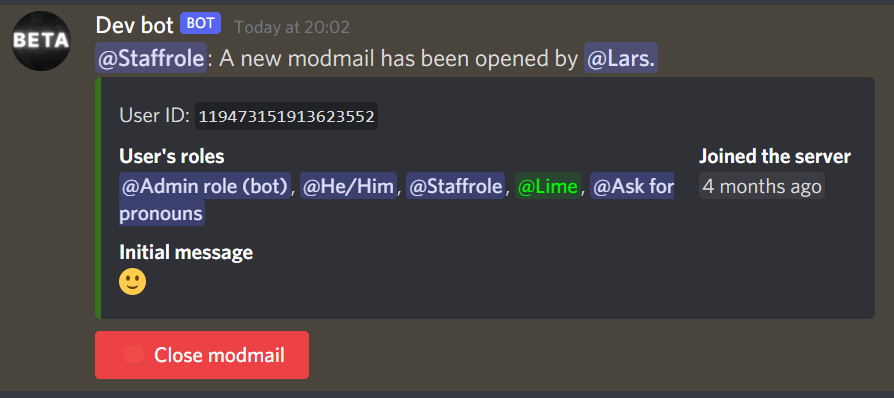 BETA
Dev bot BOT Today at 20:02
@Staffrole: A new modmail has been opened by @Lars.
User ID: 119473151913623552
User's roles
Joined the server
@Admin role (bot), @He/Him, @Staffrole, @Lime, @Ask for
pronouns
4 months ago
Initial message
🙂
Close modmail